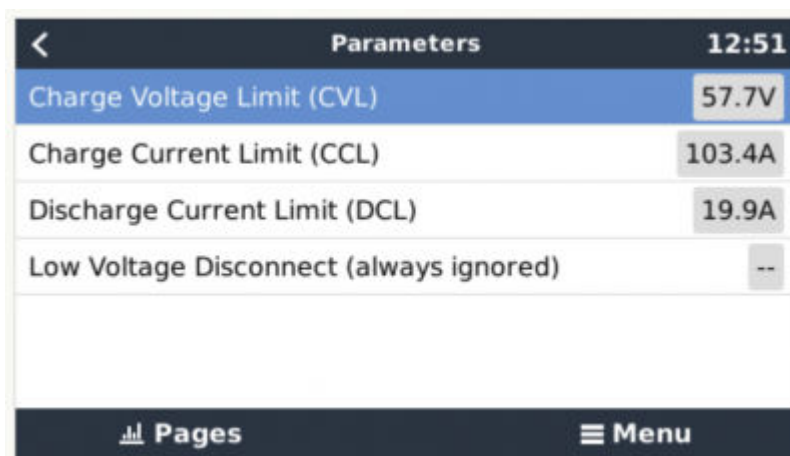 Parameters 12:51
Charge Voltage Limit (CVL) 57.7V
Charge Current Limit (CCL) 103.4A
Discharge Current Limit (DCL) 19.9A
Low Voltage Disconnect (always ignored) --
Pages Menu